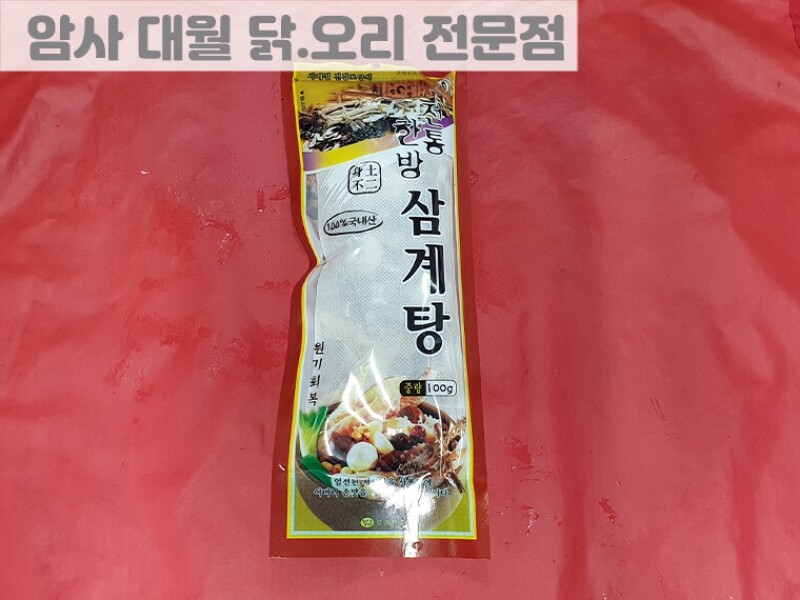 암사 대월 닭.오리 전문점
전통
한방
삼계탕
身土
不二
100%국내산
원기회복
중량 100g